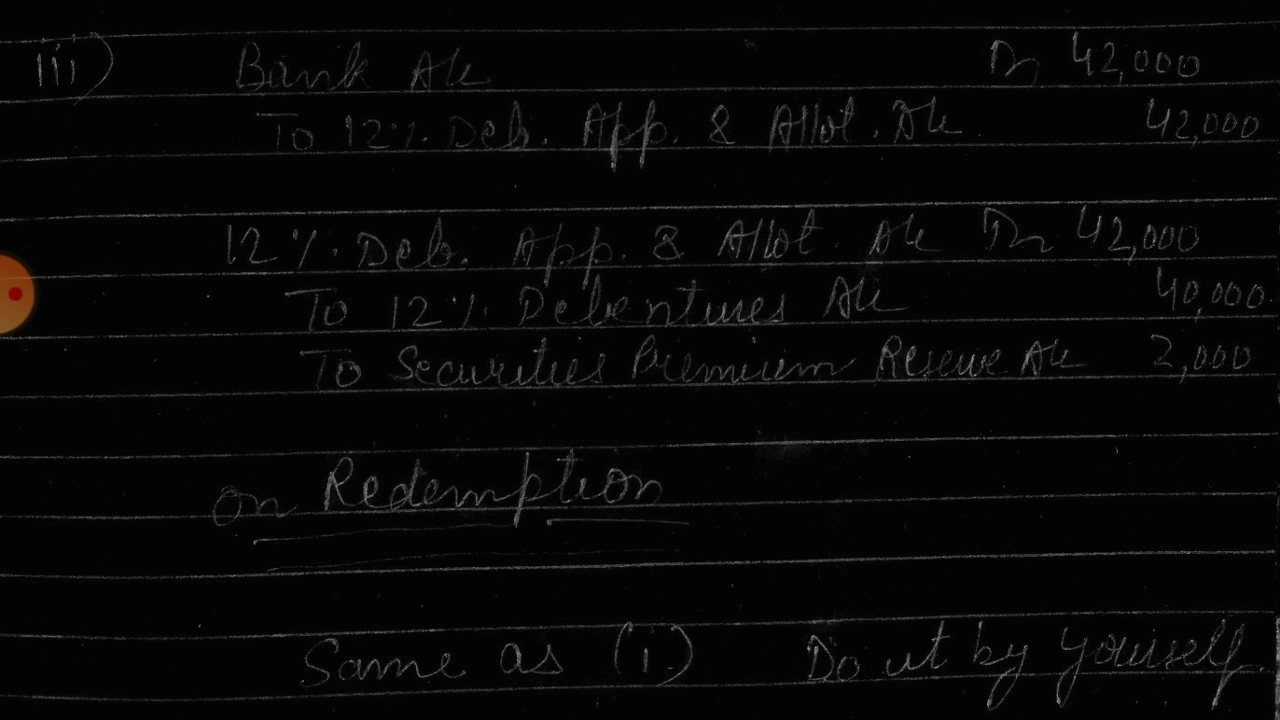 iii) Bank A/c Dr 42,000
To 12%. Deb. App. & Allot. A/c 42,000
12%. Deb. App. & Allot. A/c Dr 42,000
To 12%. Debentures A/c 40,000
To Securities Premium Reserve A/c 2,000
on Redemption
Same as (i) Do it by yourself